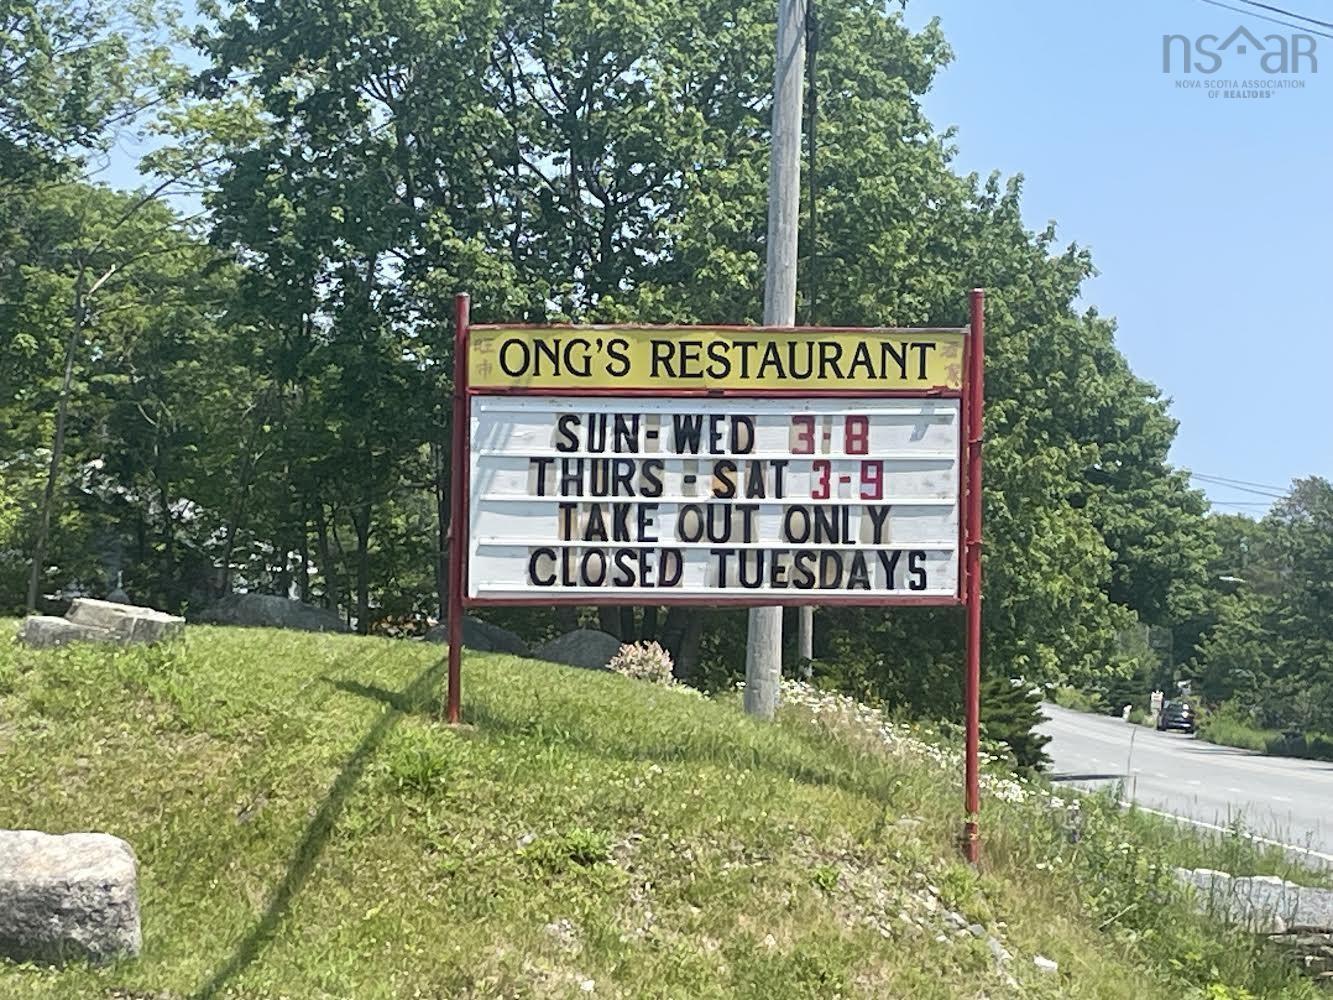 nsar
NOVA SCOTIA ASSOCIATION
OF REALTORS®
ONG'S RESTAURANT
SUN-WED 3-8
THURS - SAT 3-9
TAKE OUT ONLY
CLOSED TUESDAYS